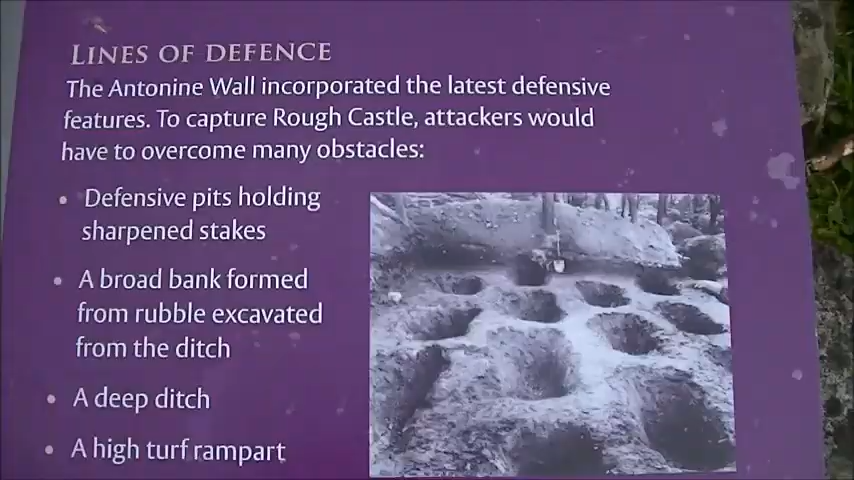 LINES OF DEFENCE
The Antonine Wall incorporated the latest defensive
features. To capture Rough Castle, attackers would
have to overcome many obstacles:
• Defensive pits holding
sharpened stakes
• A broad bank formed
from rubble excavated
from the ditch
• A deep ditch
• A high turf rampart